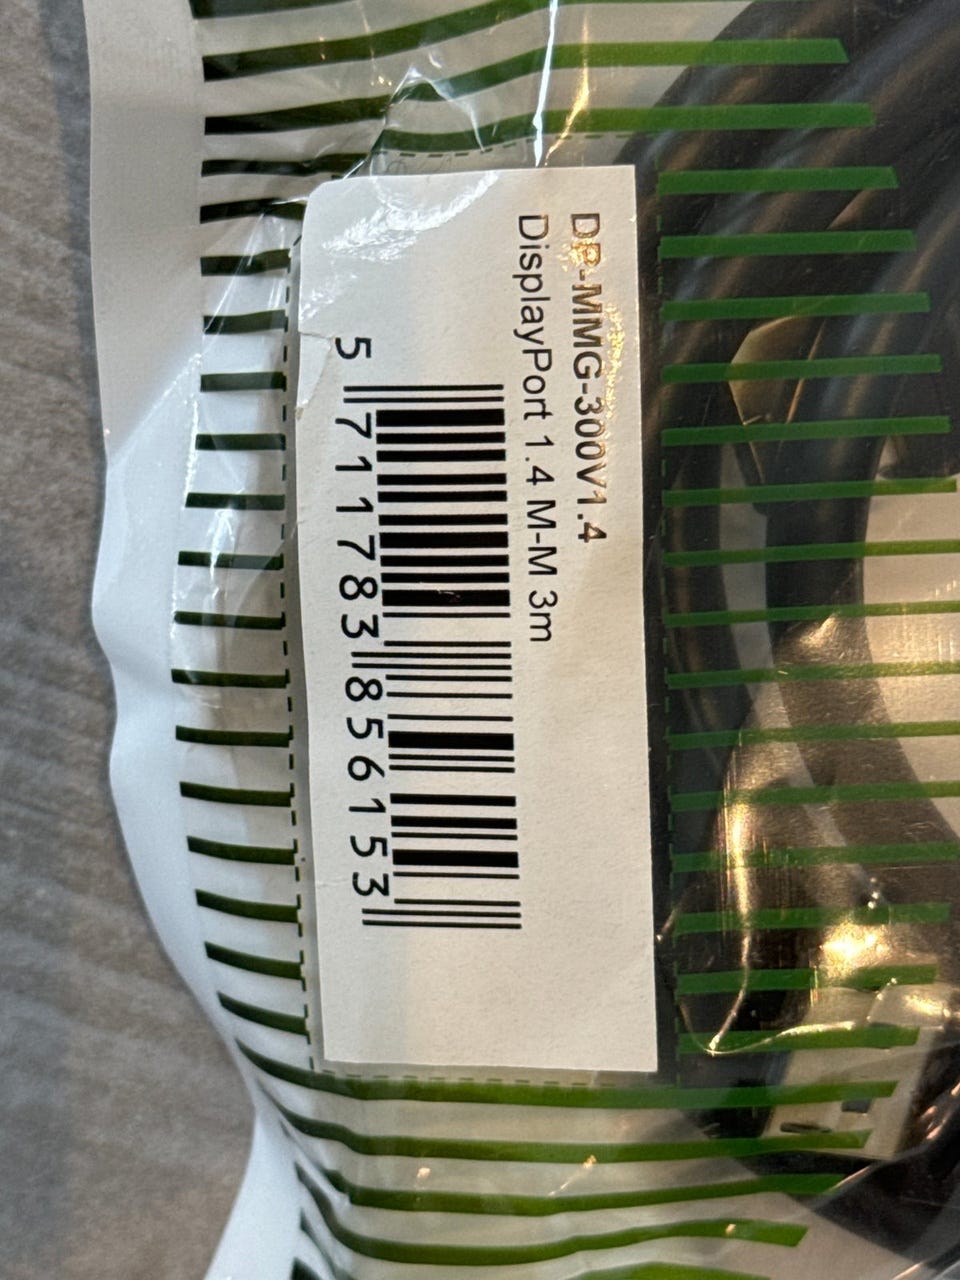 DP-MMG-300V1.4
DisplayPort 1.4 M-M 3m
5 711783 856153